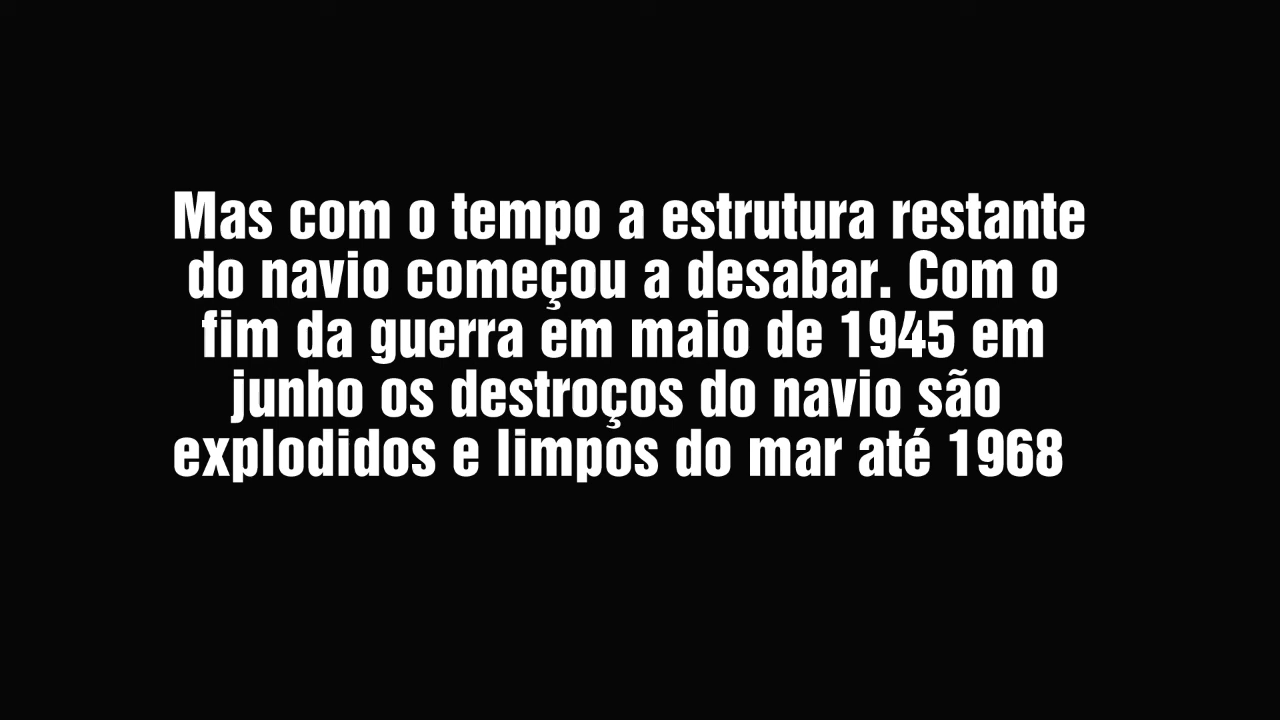 Mas com o tempo a estrutura restante
do navio começou a desabar. Com o
fim da guerra em maio de 1945 em
junho os destroços do navio são
explodidos e limpos do mar até 1968